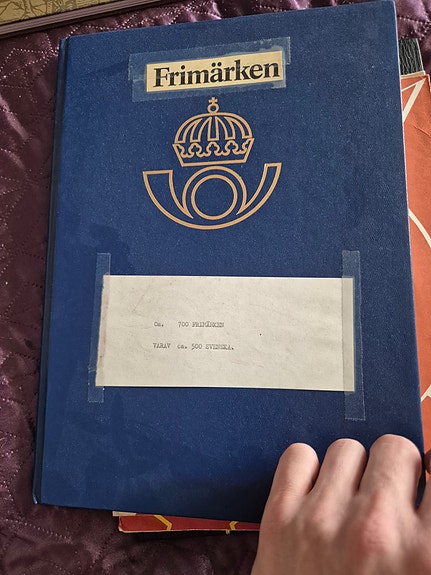 Frimärken
Ca. 700 FRIMÄRKEN
VARAV ca. 500 SVENSKA.